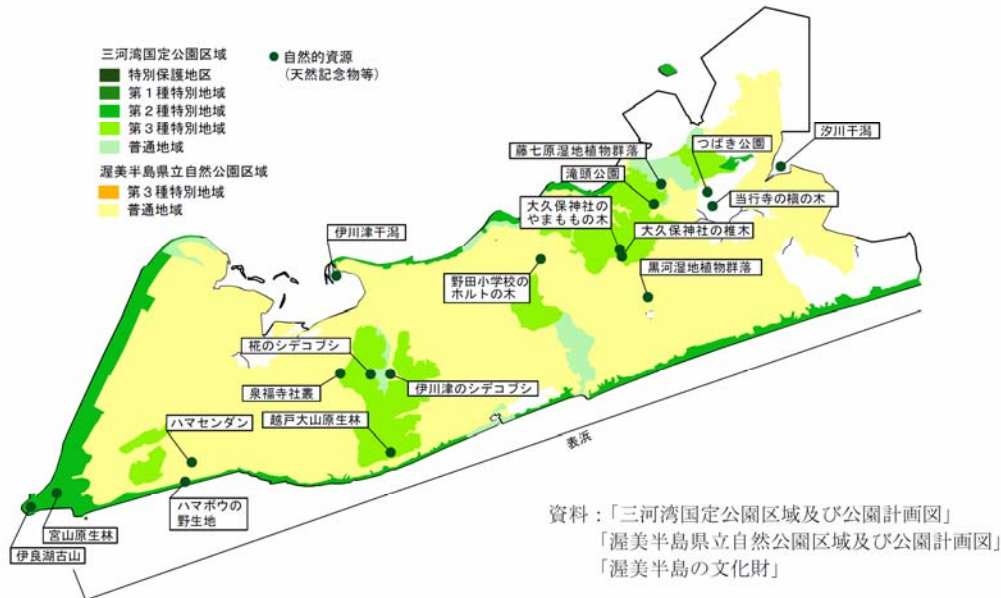 三河湾国定公園区域
特別保護地区
第１種特別地域
第２種特別地域
第３種特別地域
普通地域
渥美半島県立自然公園区域
第３種特別地域
普通地域
自然的資源
（天然記念物等）
つばき公園
汐川干潟
藤七原湿地植物群落
滝頭公園
当行寺の槇の木
大久保神社の
やまももの木
大久保神社の椎木
伊川津干潟
野田小学校の
ホルトの木
黒河湿地植物群落
椛のシデコブシ
泉福寺社叢
伊川津のシデコブシ
ハマセンダン
越戸大山原生林
表浜
ハマボウの
野生地
宮山原生林
伊良湖古山
資料：「三河湾国定公園区域及び公園計画図」
「渥美半島県立自然公園区域及び公園計画図」
「渥美半島の文化財」